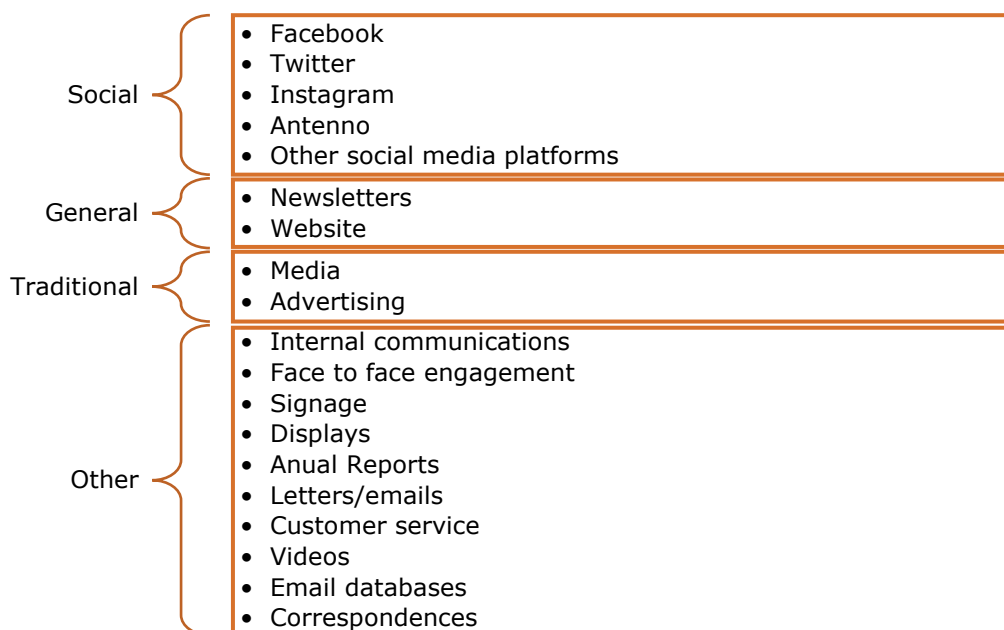 Social
• Facebook
• Twitter
• Instagram
• Antenno
• Other social media platforms
General
• Newsletters
• Website
Traditional
• Media
• Advertising
Other
• Internal communications
• Face to face engagement
• Signage
• Displays
• Anual Reports
• Letters/emails
• Customer service
• Videos
• Email databases
• Correspondences